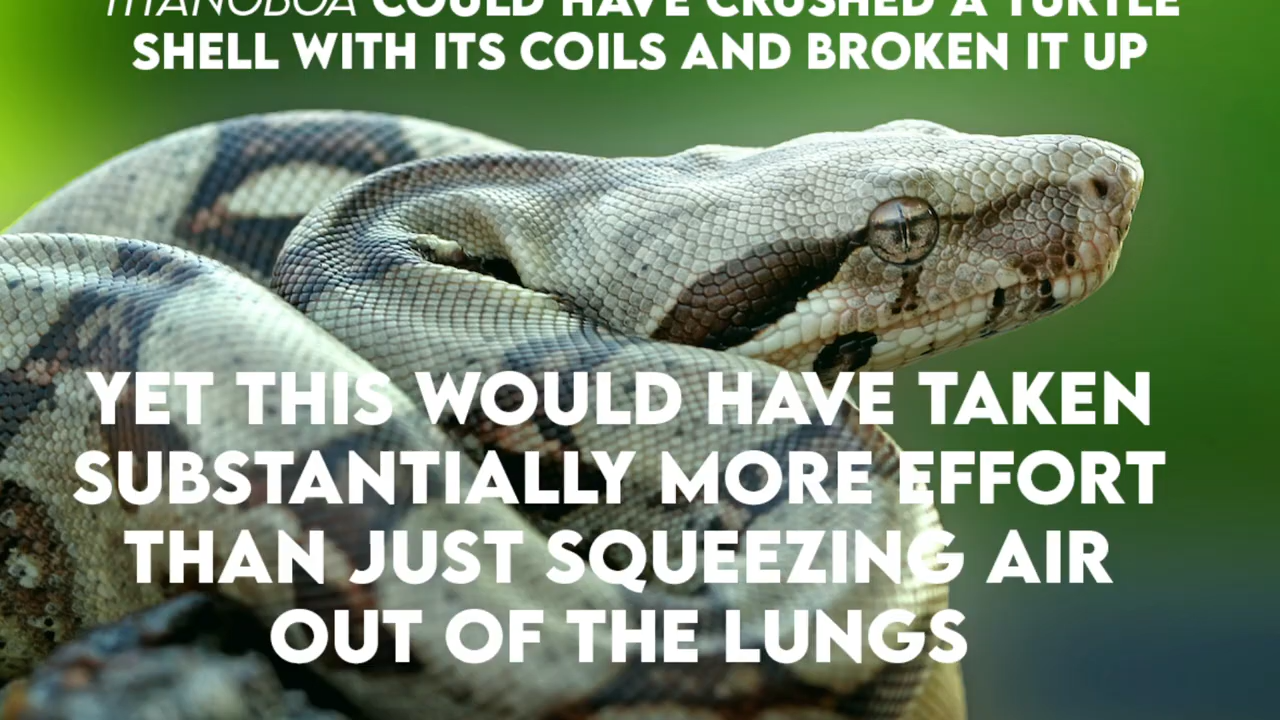 TITANOBOA COULD HAVE CRUSHED A TURTLE
SHELL WITH ITS COILS AND BROKEN IT UP
YET THIS WOULD HAVE TAKEN
SUBSTANTIALLY MORE EFFORT
THAN JUST SQUEEZING AIR
OUT OF THE LUNGS